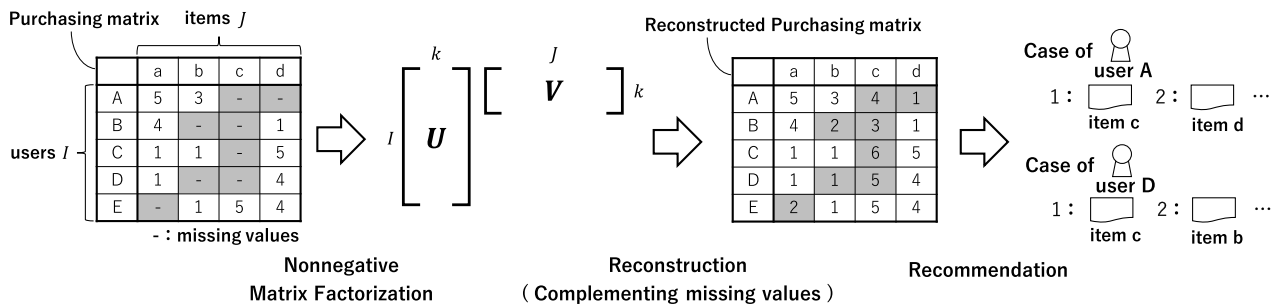 Purchasing matrix
items J
a b c d
A 5 3 - -
B 4 - - 1
C 1 1 - 5
D 1 - - 4
E - 1 5 4
users I
-：missing values
k
I
U
J
V
k
Nonnegative
Matrix Factorization
Reconstructed Purchasing matrix
a b c d
A 5 3 4 1
B 4 2 3 1
C 1 1 6 5
D 1 1 5 4
E 2 1 5 4
Reconstruction
( Complementing missing values )
Case of
user A
1： 2： …
item c item d
Case of
user D
1： 2： …
item c item b
Recommendation